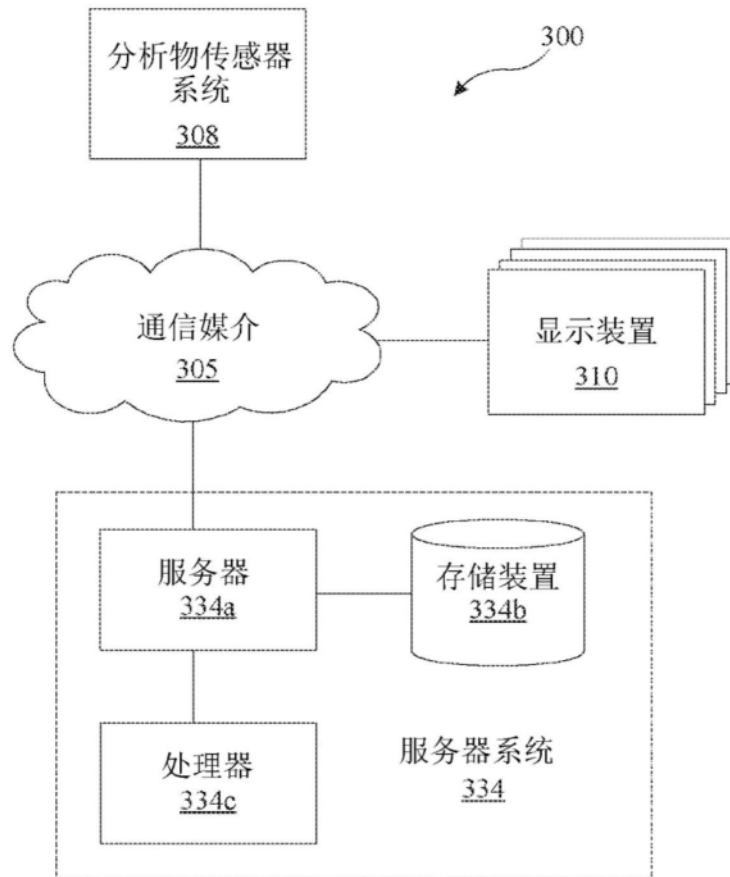 300
分析物传感器
系统
308
通信媒介
305
显示装置
310
服务器
334a
存储装置
334b
处理器
334c
服务器系统
334